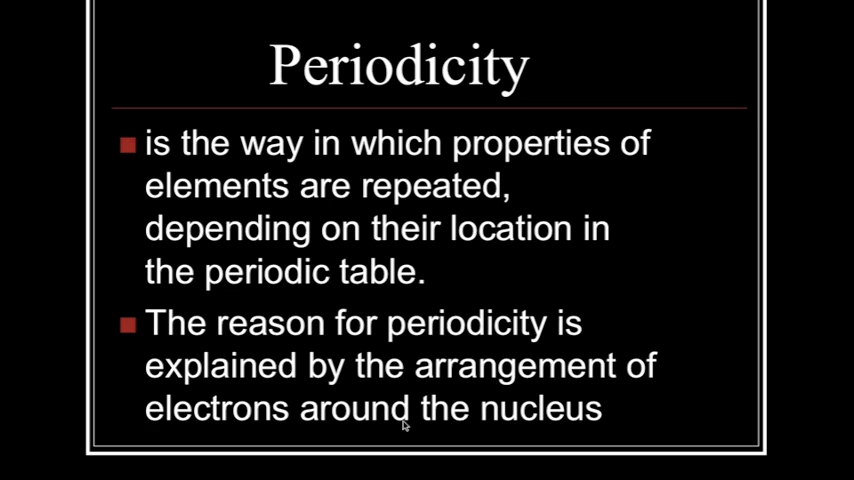 Periodicity
is the way in which properties of
elements are repeated,
depending on their location in
the periodic table.
The reason for periodicity is
explained by the arrangement of
electrons around the nucleus